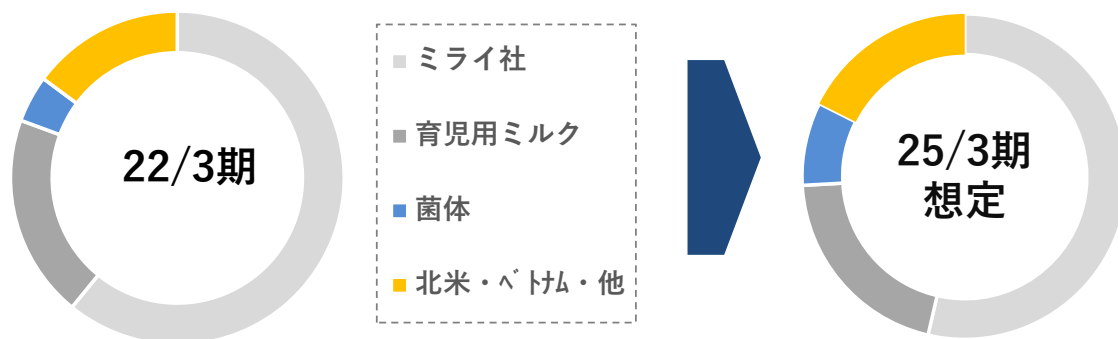 22/3期
ミライ社
育児用ミルク
菌体
北米・ﾍﾞﾄﾅﾑ・他
25/3期
想定